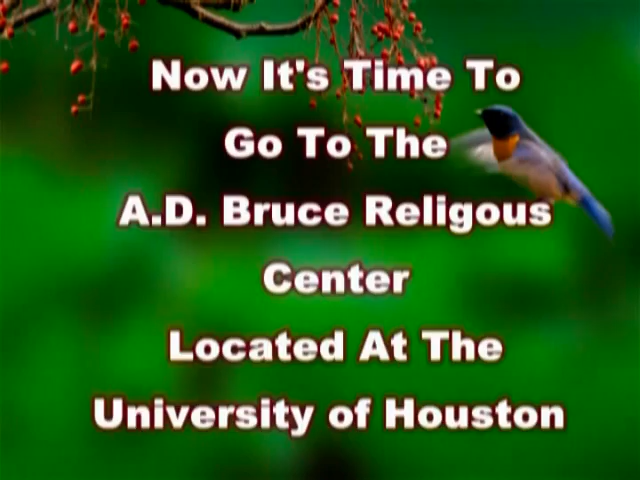 Now It's Time To
Go To The
A.D. Bruce Religous
Center
Located At The
University of Houston